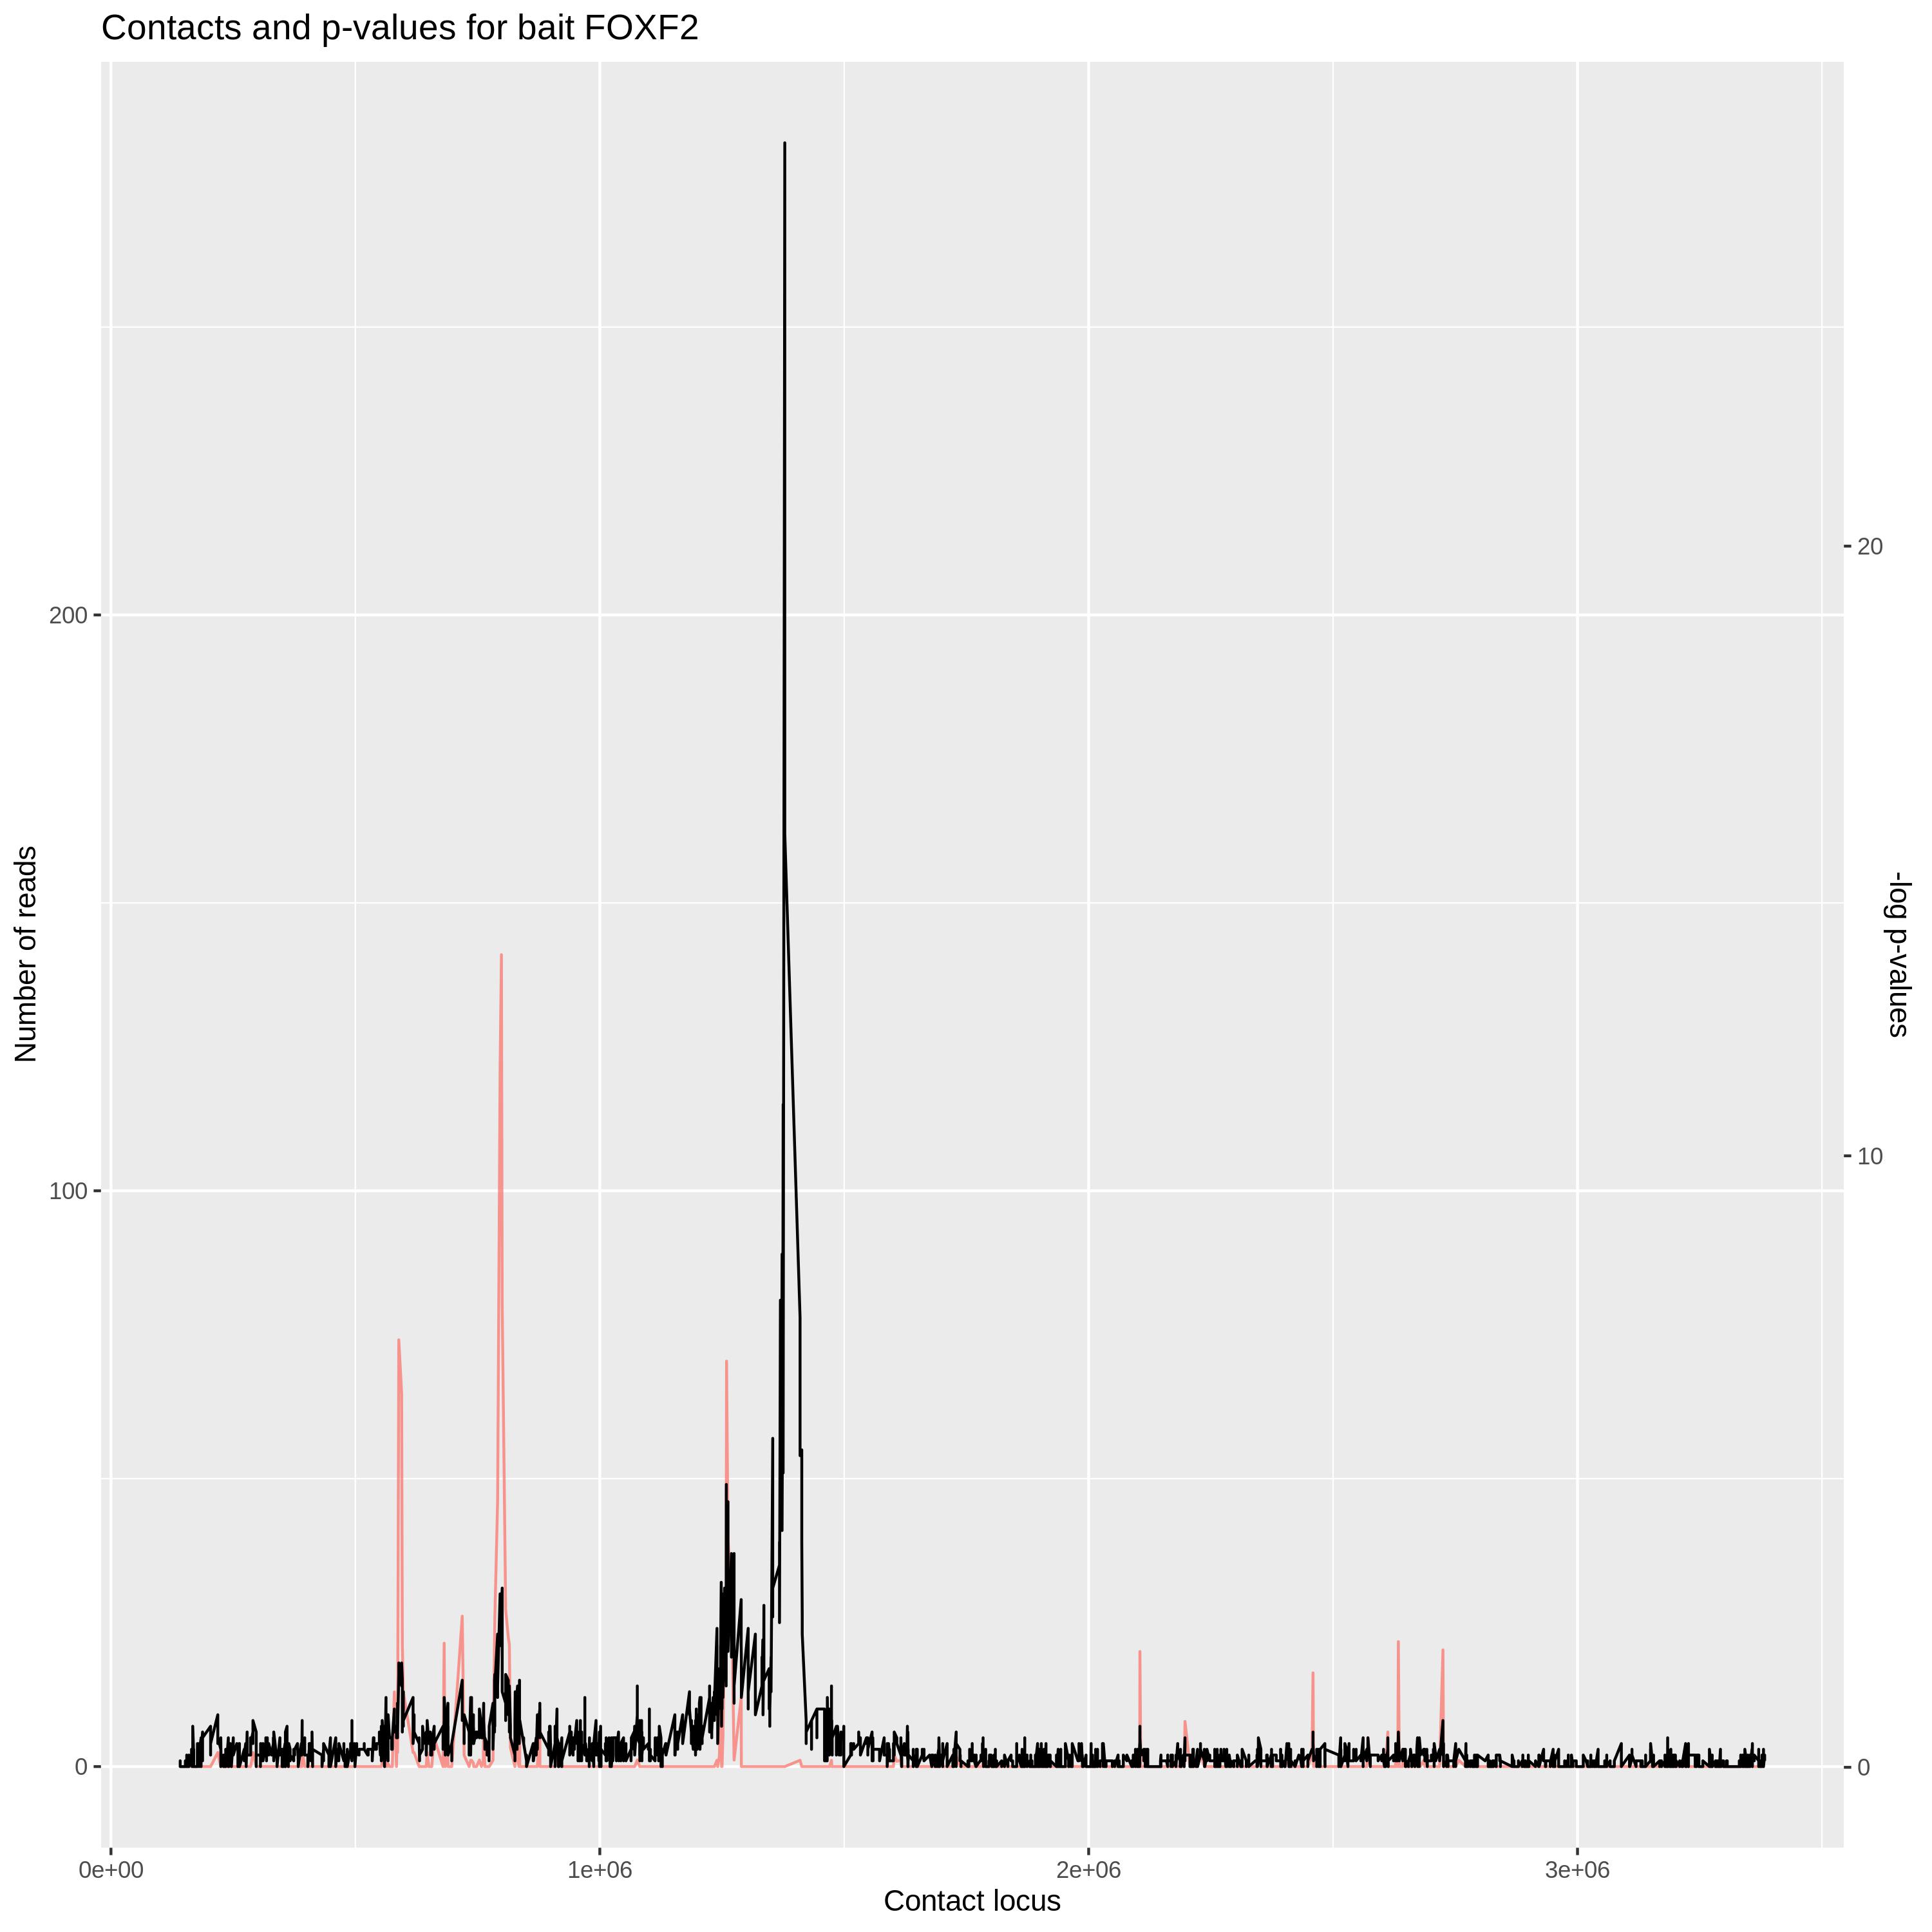 Contacts and p-values for bait FOXF2
200
100
0
Number of reads
20
10
0
-log p-values
0e+00
1e+06
2e+06
3e+06
Contact locus